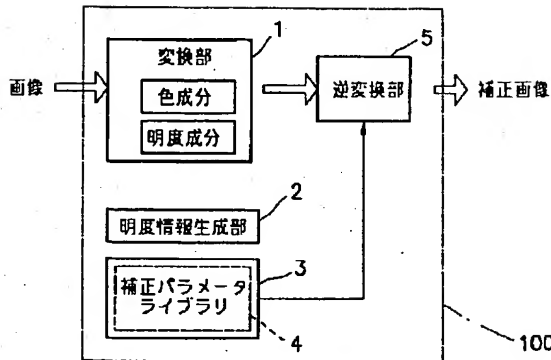 1
5
変換部
画像
色成分
明度成分
逆変換部
補正画像
2
明度情報生成部
3
補正パラメータ
ライブラリ
4
100